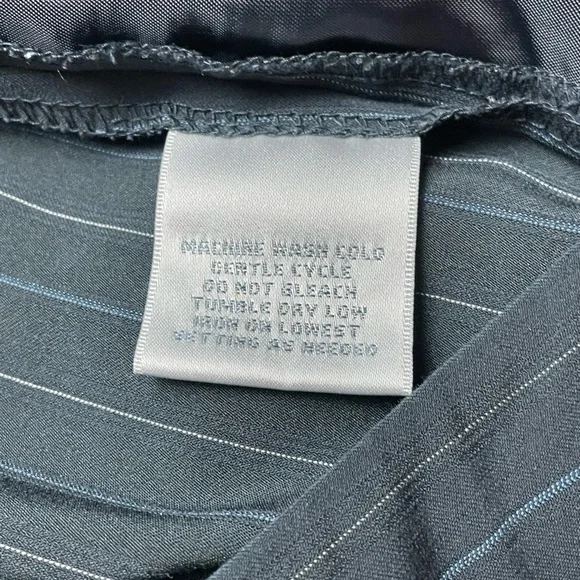 MACHINE WASH COLD
GENTLE CYCLE
DO NOT BLEACH
TUMBLE DRY LOW
IRON ON LOWEST
SETTING AS NEEDED